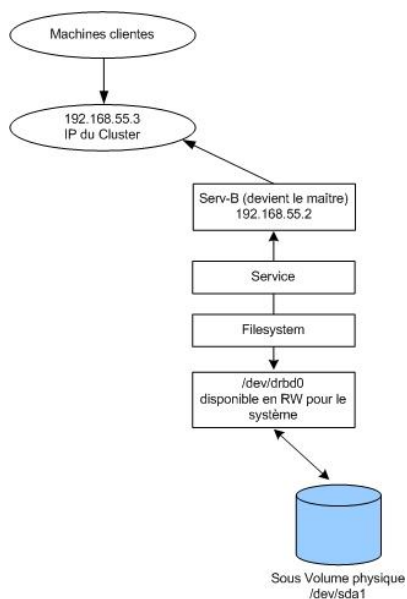 Machines clientes
192.168.55.3
IP du Cluster
Serv-B (devient le maître)
192.168.55.2
Service
Filesystem
/dev/drbd0
disponible en RW pour le
système
Sous Volume physique
/dev/sda1